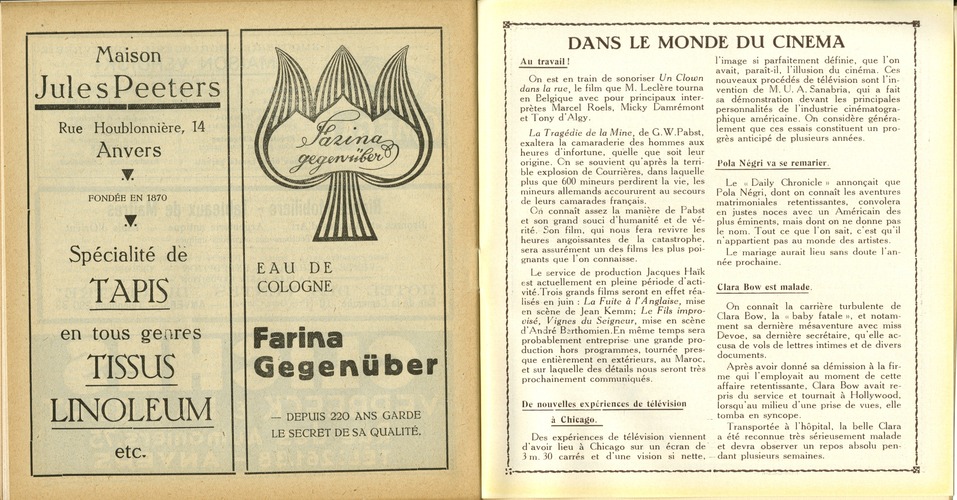 Maison
Jules Peeters
Rue Houblonnière, 14
Anvers
FONDÉE EN 1870
Spécialité de
TAPIS
en tous genres
TISSUS
LINOLEUM
etc.
Farina
gegenüber
EAU DE
COLOGNE
Farina
Gegenüber
— DEPUIS 220 ANS GARDE
LE SECRET DE SA QUALITÉ.
DANS LE MONDE DU CINEMA
Au travail !
On est en train de sonoriser Un Clown
dans la rue, le film que M. Leclère tourna
en Belgique avec pour principaux inter-
prètes Marcel Roels, Micky Damrémont
et Tony d'Algy.
La Tragédie de la Mine, de G.W.Pabst,
exaltera la camaraderie des hommes aux
heures d'infortune, quelle que soit leur
origine. On se souvient qu'après la terri-
ble explosion de Courrières, dans laquelle
plus que 600 mineurs perdirent la vie, les
mineurs allemands accoururent au secours
de leurs camarades français.
On connaît assez la manière de Pabst
et son grand souci d'humanité et de vé-
rité. Son film, qui nous fera revivre les
heures angoissantes de la catastrophe,
sera assurément un des films les plus poi-
gnants que l'on connaisse.
Le service de production Jacques Haïk
est actuellement en pleine période d'acti-
vité.Trois grands films seront en effet réa-
lisés en juin : La Fuite à l'Anglaise, mise
en scène de Jean Kemm; Le Fils impro-
visé, Vignes du Seigneur, mise en scène
d'André Berthomien.En même temps sera
probablement entreprise une grande pro-
duction hors programmes, tournée pres-
que entièrement en extérieurs, au Maroc,
et sur laquelle des détails nous seront très
prochainement communiqués.
De nouvelles expériences de télévision
à Chicago.
Des expériences de télévision viennent
d'avoir lieu à Chicago sur un écran de
3 m. 30 carrés et d'une vision si nette,
l'image si parfaitement définie, que l'on
avait, paraît-il, l'illusion du cinéma. Ces
nouveaux procédés de télévision sont l'in-
vention de M. U. A. Sanabria, qui a fait
sa démonstration devant les principales
personnalités de l'industrie cinématogra-
phique américaine. On considère généra-
lement que ces essais constituent un pro-
grès anticipé de plusieurs années.
Pola Négri va se remarier.
Le « Daily Chronicle » annonçait que
Pola Négri, dont on connaît les aventures
matrimoniales retentissantes, convolera
en justes noces avec un Américain des
plus éminents, mais dont on ne donne pas
le nom. Tout ce que l'on sait, c'est qu'il
n'appartient pas au monde des artistes.
Le mariage aurait lieu sans doute l'an-
née prochaine.
Clara Bow est malade.
On connaît la carrière turbulente de
Clara Bow, la « baby fatale », et notam-
ment sa dernière mésaventure avec miss
Devoe, sa dernière secrétaire, qu'elle ac-
cusa de vols de lettres intimes et de divers
documents.
Après avoir donné sa démission à la fir-
me qui l'employait au moment de cette
affaire retentissante, Clara Bow avait re-
pris du service et tournait à Hollywood,
lorsqu'au milieu d'une prise de vues, elle
tomba en syncope.
Transportée à l'hôpital, la belle Clara
a été reconnue très sérieusement malade
et devra observer un repos absolu pen-
dant plusieurs semaines.